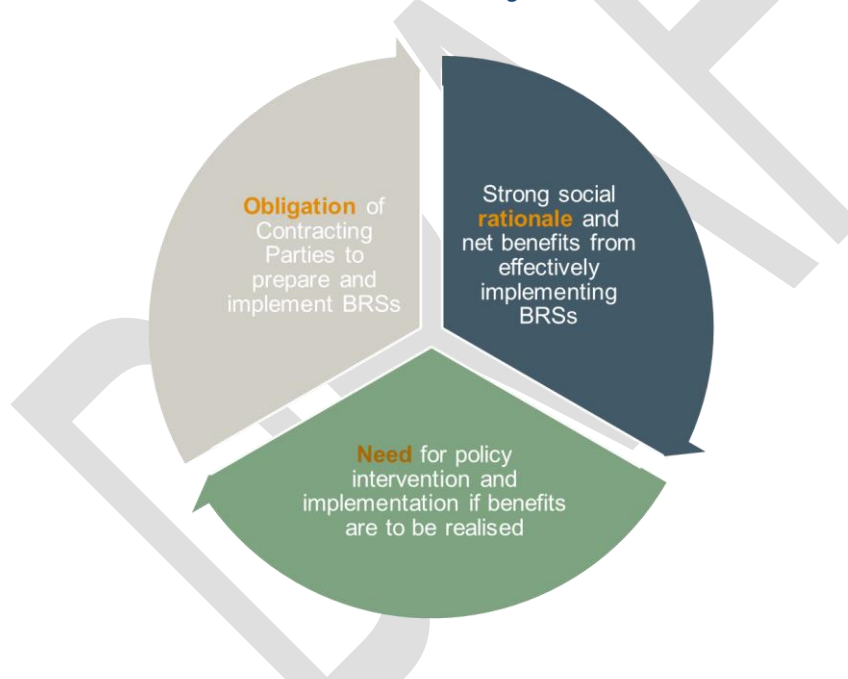 Obligation of
Contracting
Parties to
prepare and
implement BRSs
Strong social
rationale and
net benefits from
effectively
implementing
BRSs
Need for policy
intervention and
implementation if benefits
are to be realised